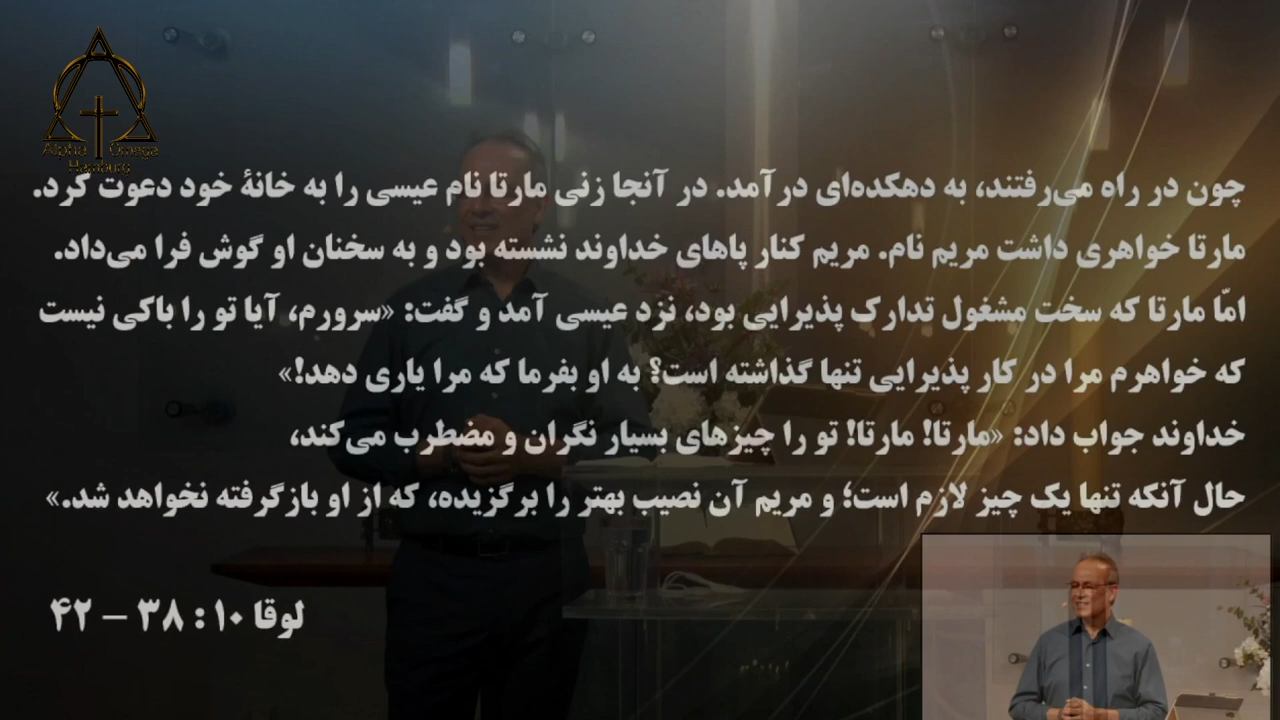 Alpha Omega
Hamburg
چون در راه می‌رفتند، به دهکده‌ای درآمد. در آنجا زنی مارتا نام عیسی را به خانهٔ خود دعوت کرد.
مارتا خواهری داشت مریم نام. مریم کنار پاهای خداوند نشسته بود و به سخنان او گوش فرا می‌داد.
امّا مارتا که سخت مشغول تدارک پذیرایی بود، نزد عیسی آمد و گفت: «سرورم، آیا تو را باکی نیست
که خواهرم مرا در کار پذیرایی تنها گذاشته است؟ به او بفرما که مرا یاری دهد!»
خداوند جواب داد: «مارتا! مارتا! تو را چیزهای بسیار نگران و مضطرب می‌کند،
حال آنکه تنها یک چیز لازم است؛ و مریم آن نصیب بهتر را برگزیده، که از او بازگرفته نخواهد شد.»
لوقا ۱۰ : ۳۸ – ۴۲